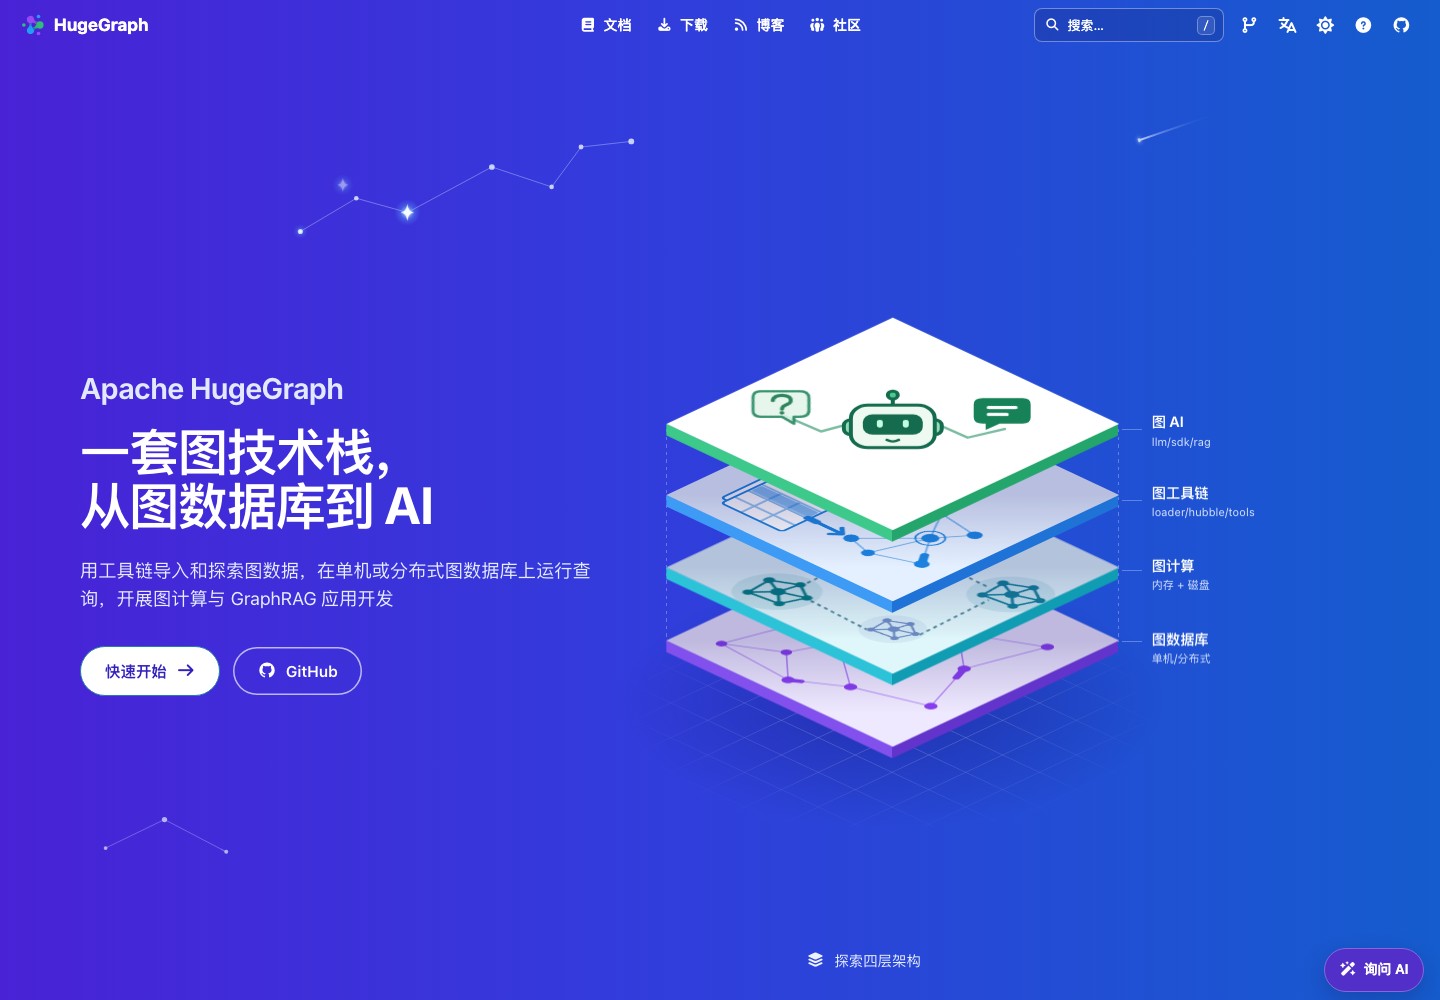 HugeGraph
文档
下载
博客
社区
搜索...
/
Apache HugeGraph
一套图技术栈，
从图数据库到 AI
用工具链导入和探索图数据，在单机或分布式图数据库上运行查
询，开展图计算与 GraphRAG 应用开发
快速开始
GitHub
?
图 AI
llm/sdk/rag
图工具链
loader/hubble/tools
图计算
内存 + 磁盘
图数据库
单机/分布式
探索四层架构
询问 AI